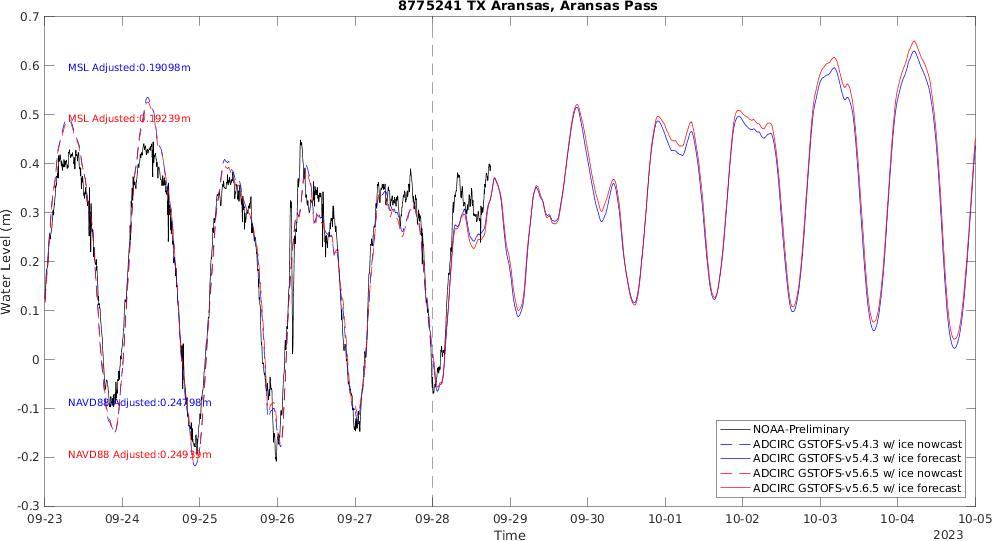 8775241 TX Aransas, Aransas Pass
0.7
0.6
0.5
0.4
0.3
0.2
0.1
0
-0.1
-0.2
-0.3
Water Level (m)
MSL Adjusted:0.19098m
MSL Adjusted:0.19239m
NAVD88 Adjusted:0.24798m
NAVD88 Adjusted:0.24939m
NOAA-Preliminary
ADCIRC GSTOFS-v5.4.3 w/ ice nowcast
ADCIRC GSTOFS-v5.4.3 w/ ice forecast
ADCIRC GSTOFS-v5.6.5 w/ ice nowcast
ADCIRC GSTOFS-v5.6.5 w/ ice forecast
09-23 09-24 09-25 09-26 09-27 09-28 09-29 09-30 10-01 10-02 10-03 10-04 10-05
Time
2023